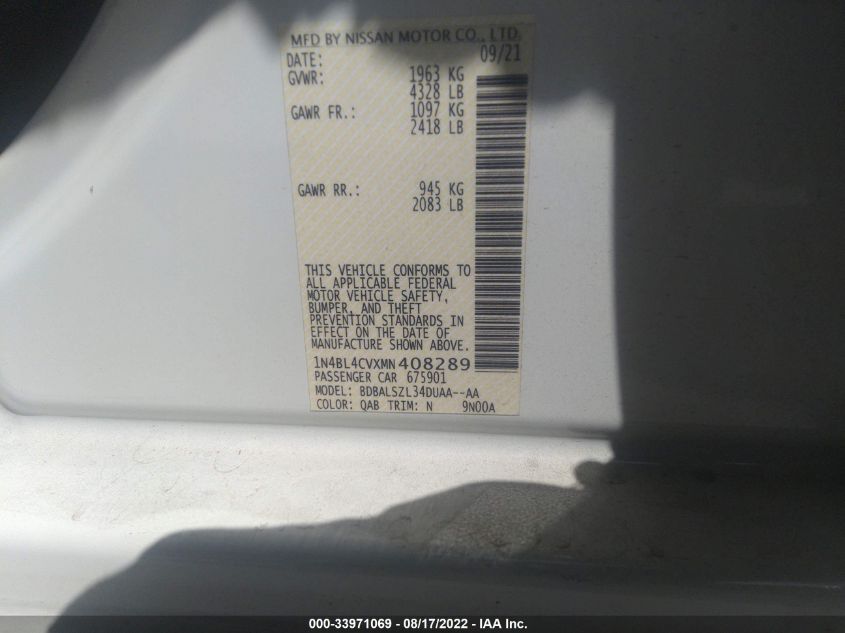 MFD BY NISSAN MOTOR CO., LTD.
DATE: 09/21
GVWR: 1963 KG
4328 LB
GAWR FR.: 1097 KG
2418 LB
GAWR RR.: 945 KG
2083 LB
THIS VEHICLE CONFORMS TO
ALL APPLICABLE FEDERAL
MOTOR VEHICLE SAFETY,
BUMPER, AND THEFT
PREVENTION STANDARDS IN
EFFECT ON THE DATE OF
MANUFACTURE SHOWN ABOVE.
1N4BL4CVXMN408289
PASSENGER CAR 675901
MODEL: BDBALSZL34DUAA--AA
COLOR: QAB TRIM: N 9N00A
000-33971069 - 08/17/2022 - IAA Inc.